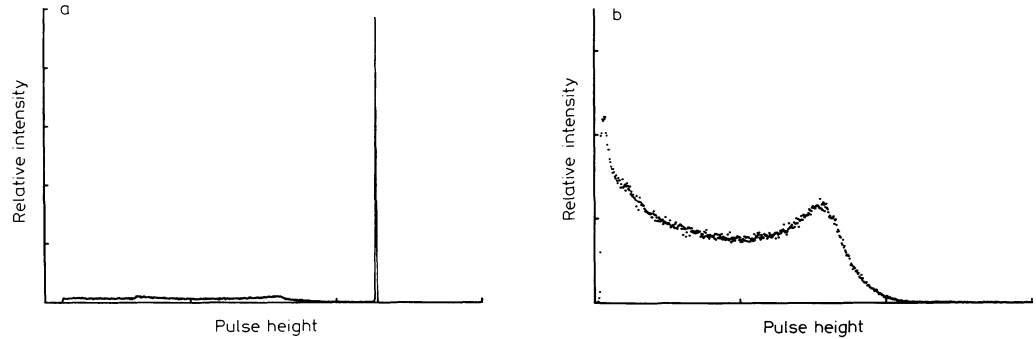 a
Relative intensity
Pulse height
b
Relative intensity
Pulse height